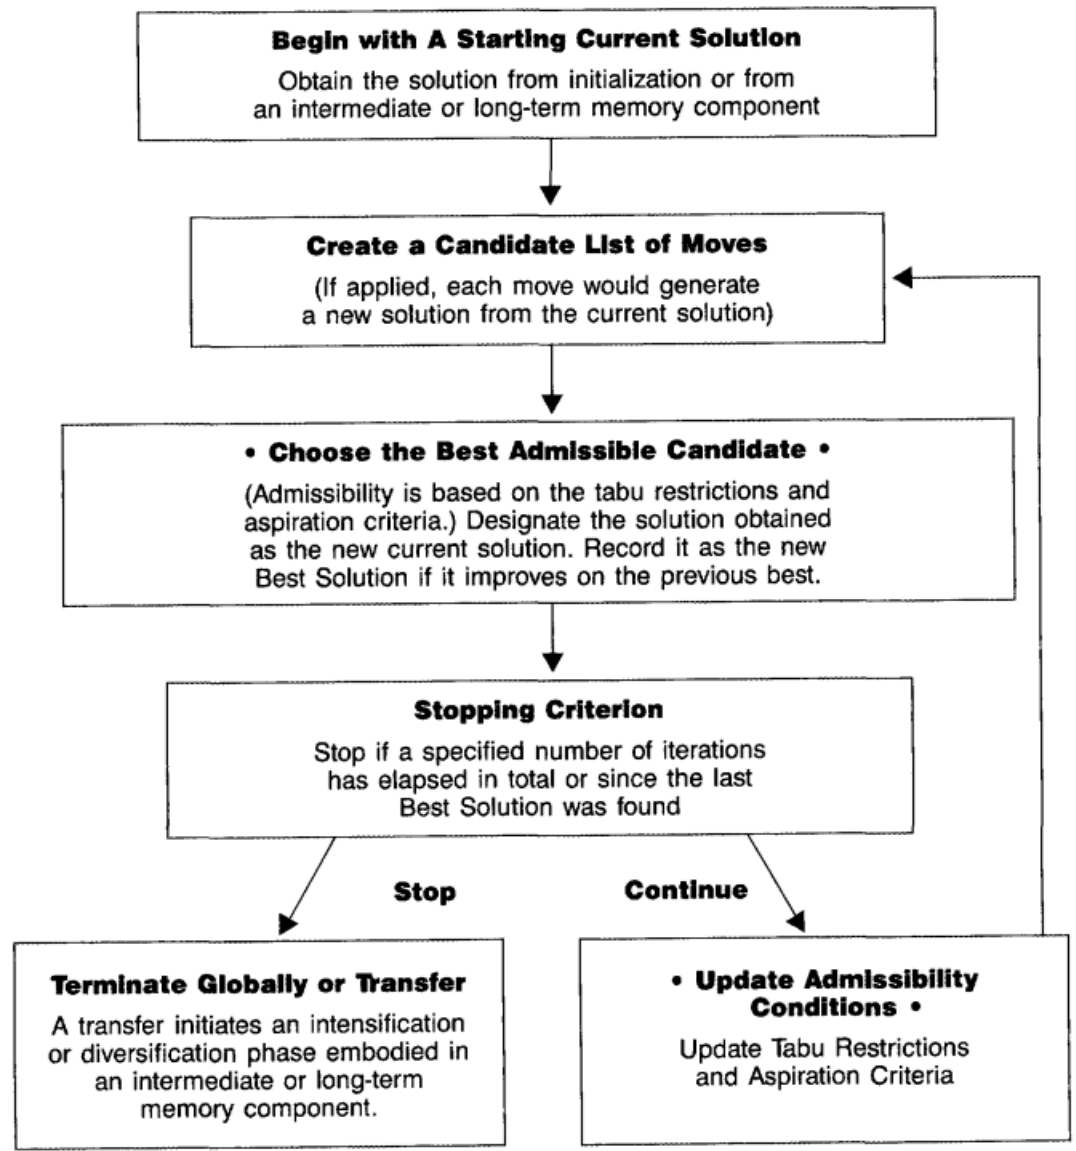 Begin with A Starting Current Solution
Obtain the solution from initialization or from
an intermediate or long-term memory component
Create a Candidate List of Moves
(If applied, each move would generate
a new solution from the current solution)
• Choose the Best Admissible Candidate •
(Admissibility is based on the tabu restrictions and
aspiration criteria.) Designate the solution obtained
as the new current solution. Record it as the new
Best Solution if it improves on the previous best.
Stopping Criterion
Stop if a specified number of iterations
has elapsed in total or since the last
Best Solution was found
Stop
Continue
Terminate Globally or Transfer
A transfer initiates an intensification
or diversification phase embodied in
an intermediate or long-term
memory component.
• Update Admissibility
Conditions •
Update Tabu Restrictions
and Aspiration Criteria